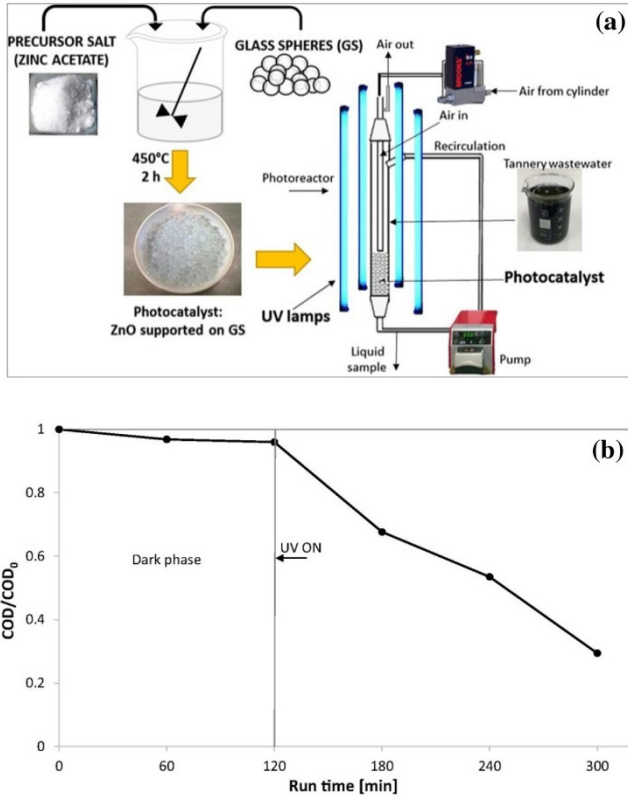 (a)
PRECURSOR SALT
(ZINC ACETATE)
GLASS SPHERES (GS)
450°C
2 h
Photocatalyst:
ZnO supported on GS
Air out
BROOKS
Air from cylinder
Air in
Recirculation
Tannery wastewater
Photoreactor
Photocatalyst
UV lamps
Liquid
sample
Pump
(b)
1
0.8
0.6
0.4
0.2
0
COD/COD₀
Dark phase
UV ON
0 60 120 180 240 300
Run time [min]